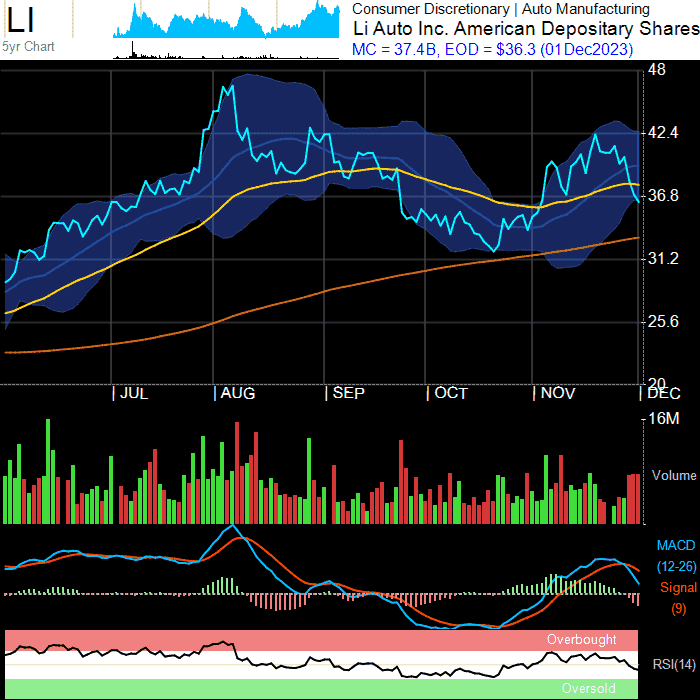 LI
5yr Chart
Consumer Discretionary | Auto Manufacturing
Li Auto Inc. American Depositary Shares
MC = 37.4B, EOD = $36.3 (01Dec2023)
48
42.4
36.8
31.2
25.6
20
JUL
AUG
SEP
OCT
NOV
DEC
16M
Volume
MACD
(12-26)
Signal
(9)
Overbought
RSI(14)
Oversold